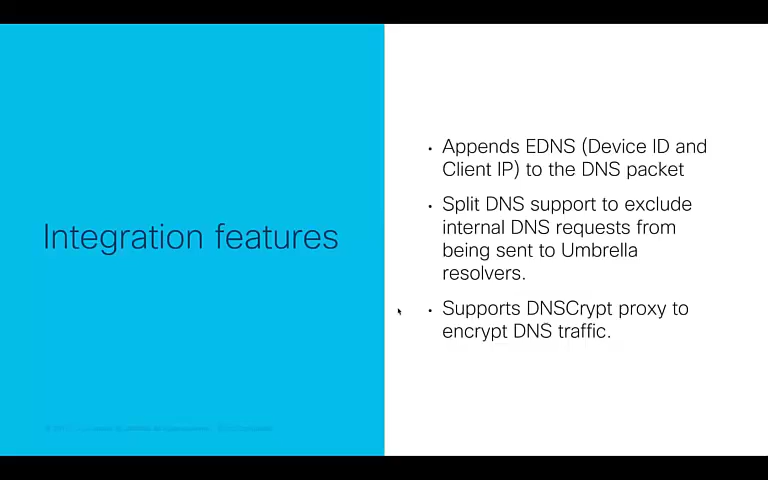 Integration features
• Appends EDNS (Device ID and
Client IP) to the DNS packet
• Split DNS support to exclude
internal DNS requests from
being sent to Umbrella
resolvers.
• Supports DNSCrypt proxy to
encrypt DNS traffic.